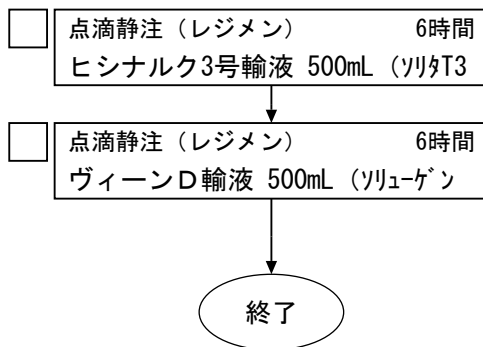 点滴静注（レジメン） 6時間
ヒシナルク3号輸液 500mL（ｿﾘﾀT3
点滴静注（レジメン） 6時間
ヴィーンＤ輸液 500mL（ｿﾘｭｰｹﾞﾝ
終了